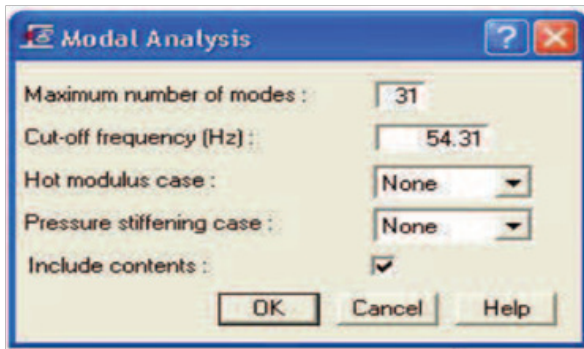 Modal Analysis
Maximum number of modes : 31
Cut-off frequency (Hz) : 54.31
Hot modulus case : None
Pressure stiffening case : None
Include contents :
OK Cancel Help